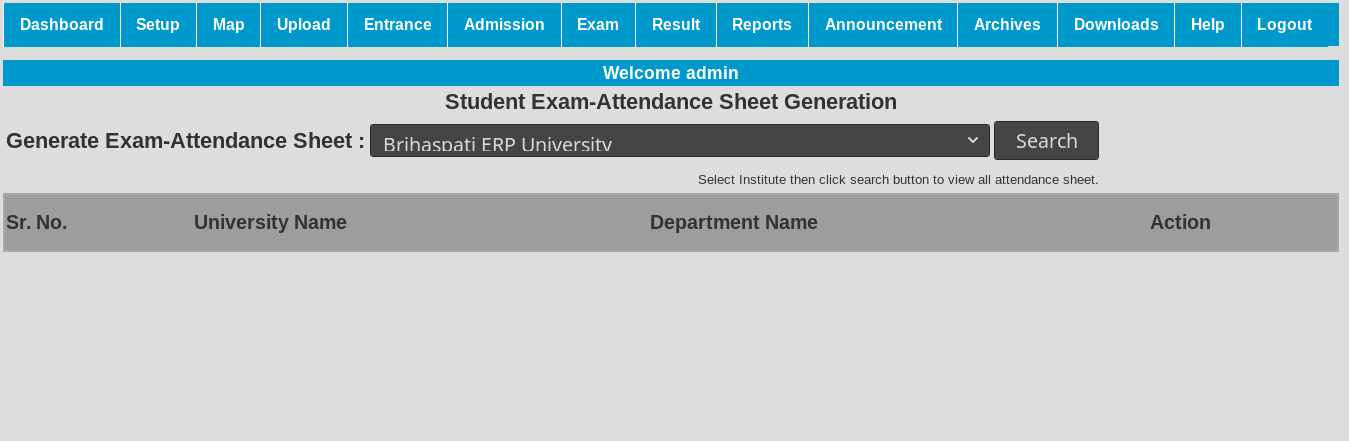 Dashboard Setup Map Upload Entrance Admission Exam Result Reports Announcement Archives Downloads Help Logout
Welcome admin
Student Exam-Attendance Sheet Generation
Generate Exam-Attendance Sheet : Brihaspati ERP University Search
Select Institute then click search button to view all attendance sheet.
Sr. No. University Name Department Name Action